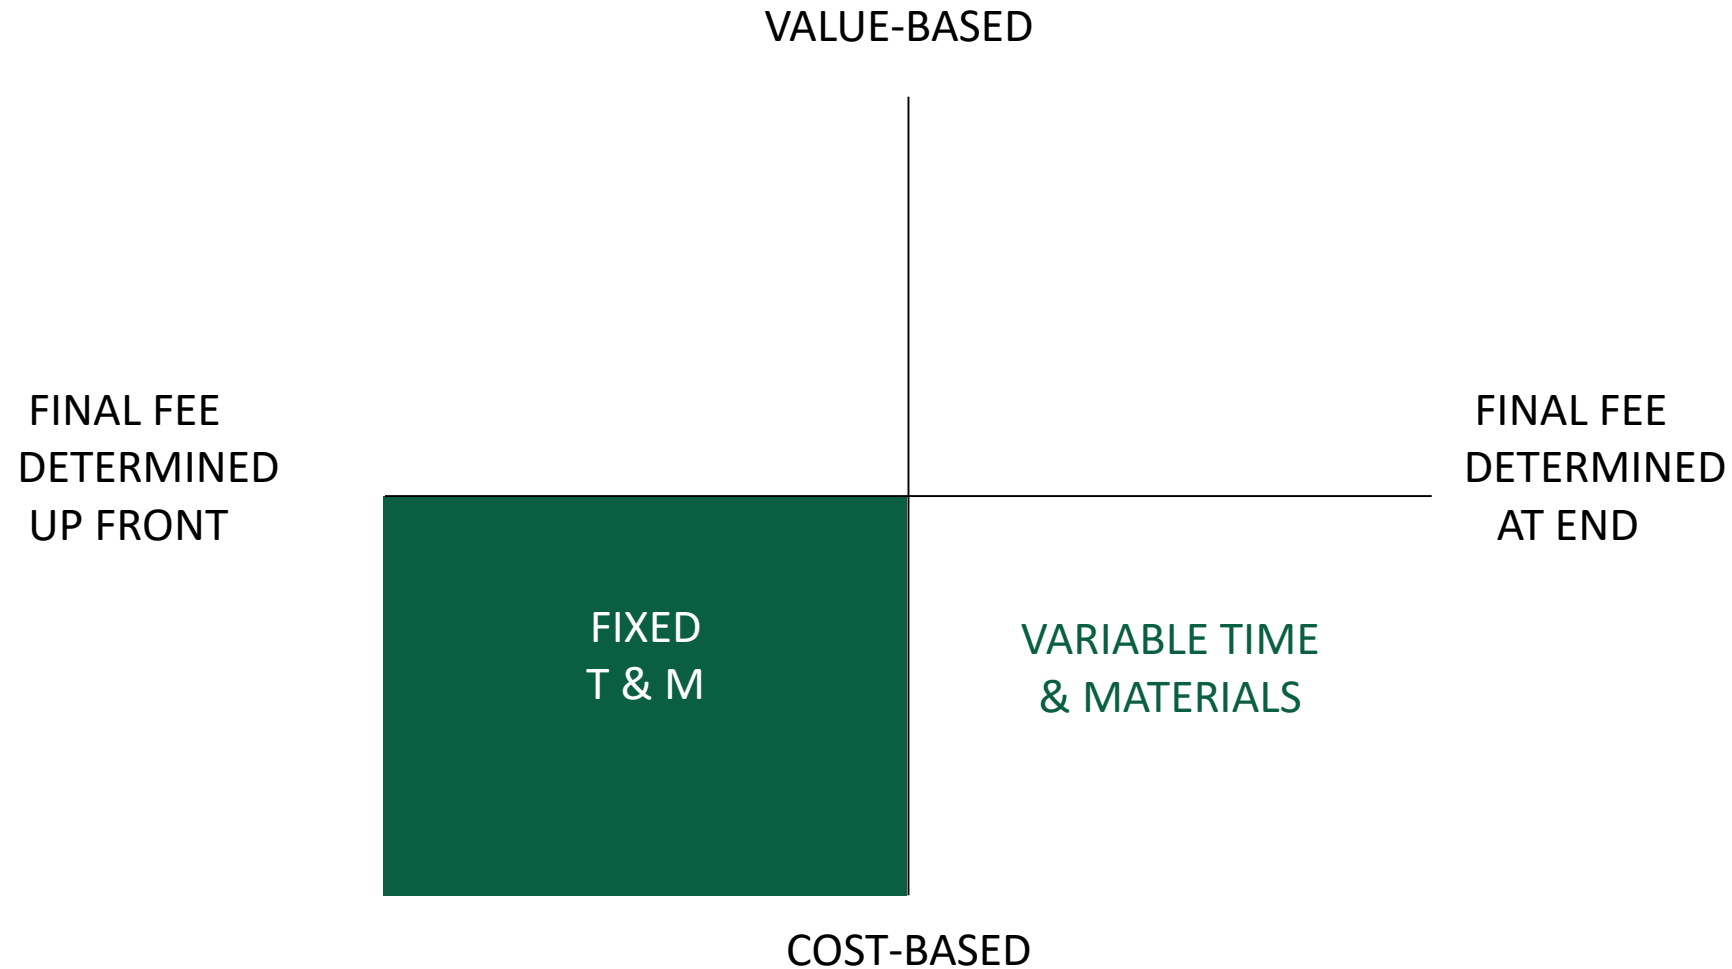 VALUE-BASED
FINAL FEE
DETERMINED
UP FRONT
FINAL FEE
DETERMINED
AT END
FIXED
T & M
VARIABLE TIME
& MATERIALS
COST-BASED